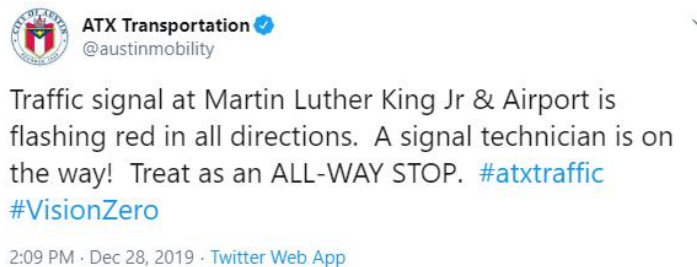 ATX Transportation
@austinmobility
Traffic signal at Martin Luther King Jr & Airport is
flashing red in all directions.  A signal technician is on
the way!  Treat as an ALL-WAY STOP.  #atxtraffic
#VisionZero
2:09 PM · Dec 28, 2019 · Twitter Web App